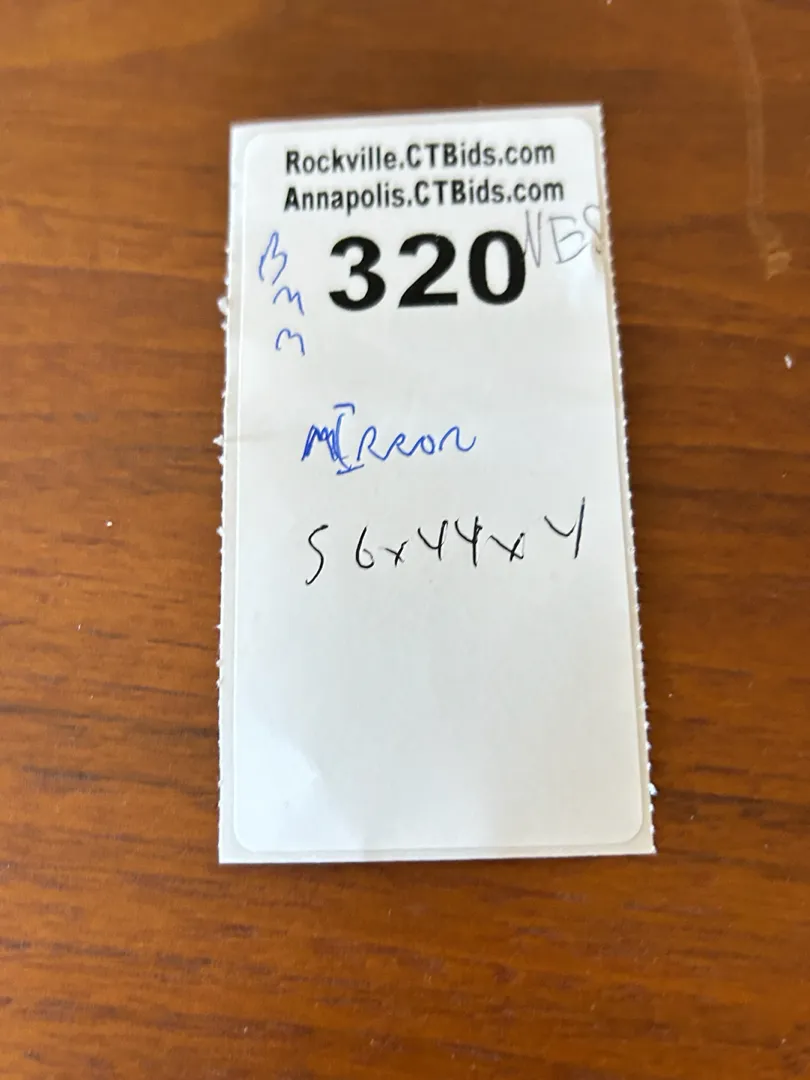 Rockville.CTBids.com
Annapolis.CTBids.com
320
MIRROR
56x44x4